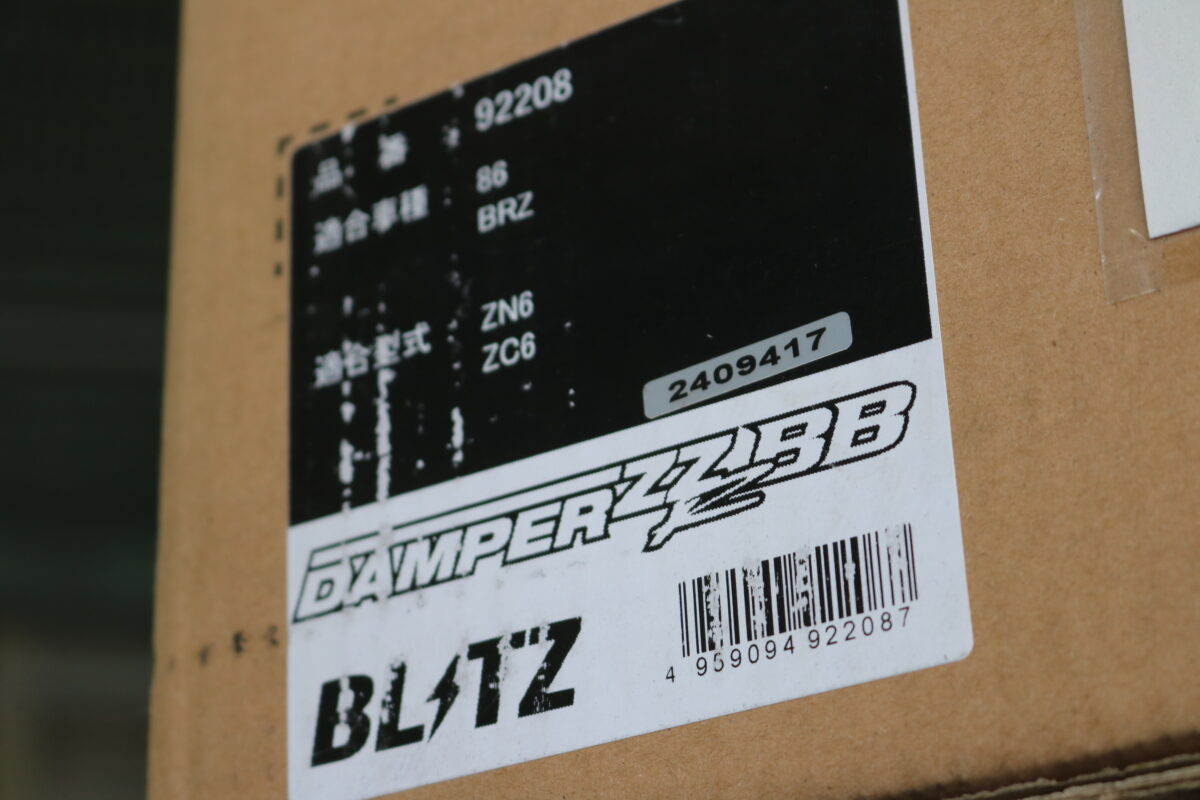 品番 : 92208
適合車種 : 86
BRZ
適合型式 : ZN6
ZC6
2409417
DAMPER ZZ-R BB
BLITZ
4 959094 922087